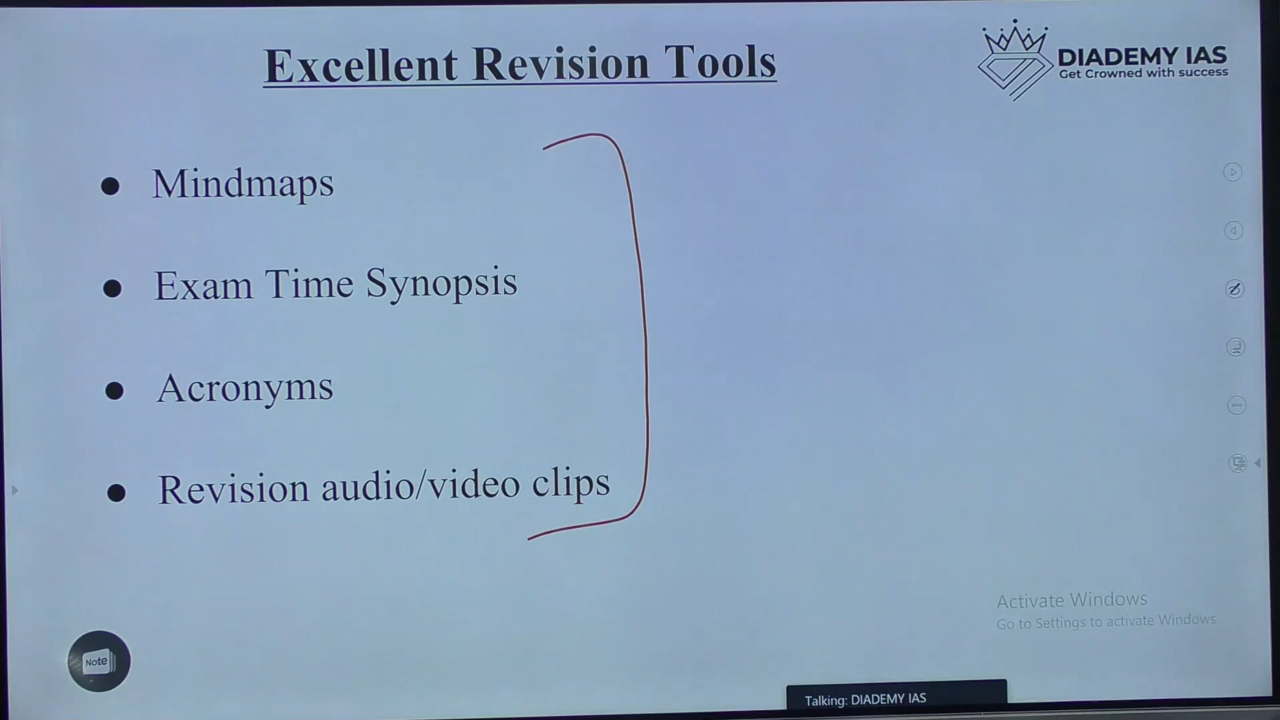 Excellent Revision Tools
DIADEMY IAS
Get Crowned with success
● Mindmaps
● Exam Time Synopsis
● Acronyms
● Revision audio/video clips
Activate Windows
Go to Settings to activate Windows
Note
Talking: DIADEMY IAS